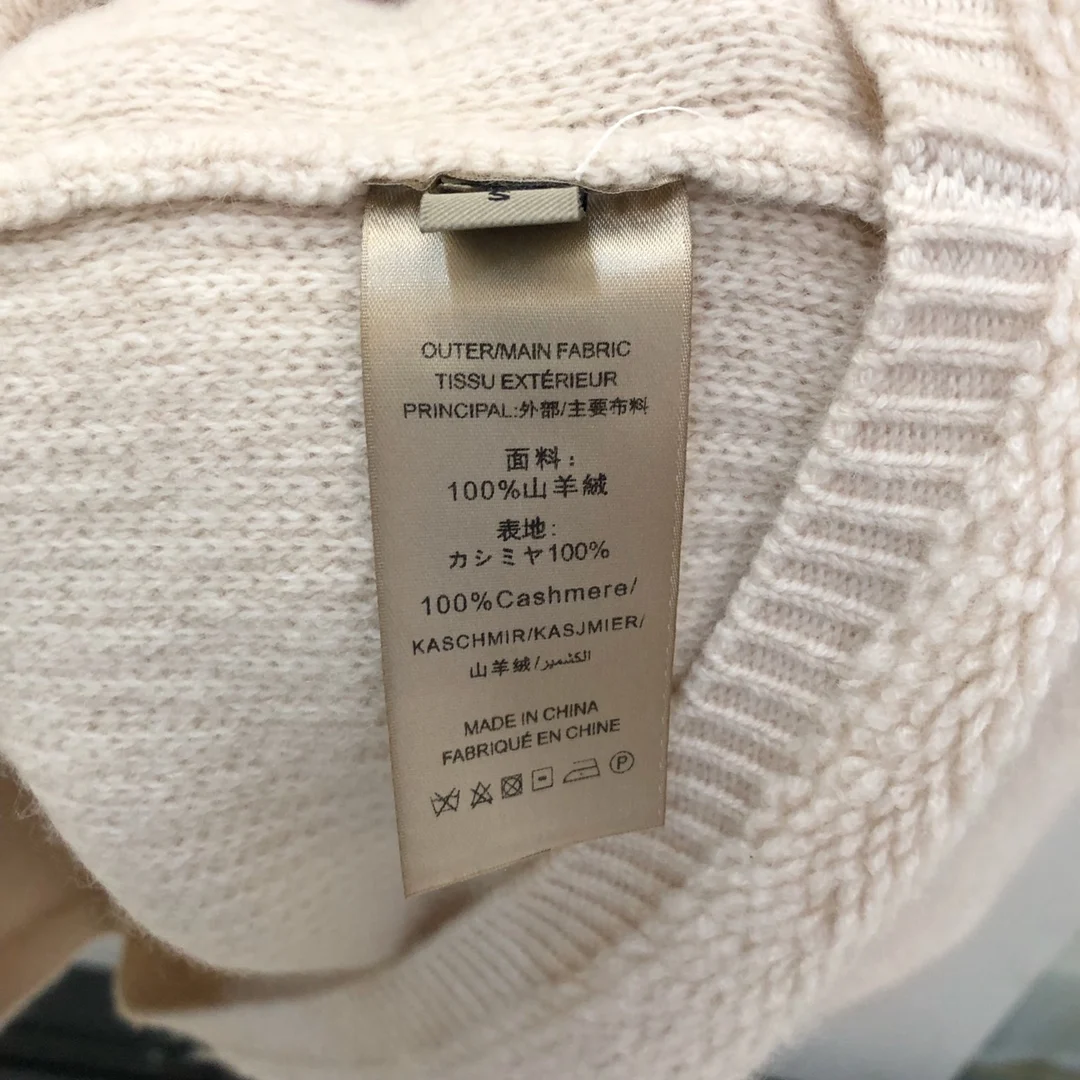 M
OUTER/MAIN FABRIC
TISSU EXTÉRIEUR
PRINCIPAL:外部/主要布料
面料:
100%山羊絨
表地:
カシミヤ100%
100%Cashmere/
KASCHMIR/KASJMIER/
山羊絨/الكشمير
MADE IN CHINA
FABRIQUÉ EN CHINE
P